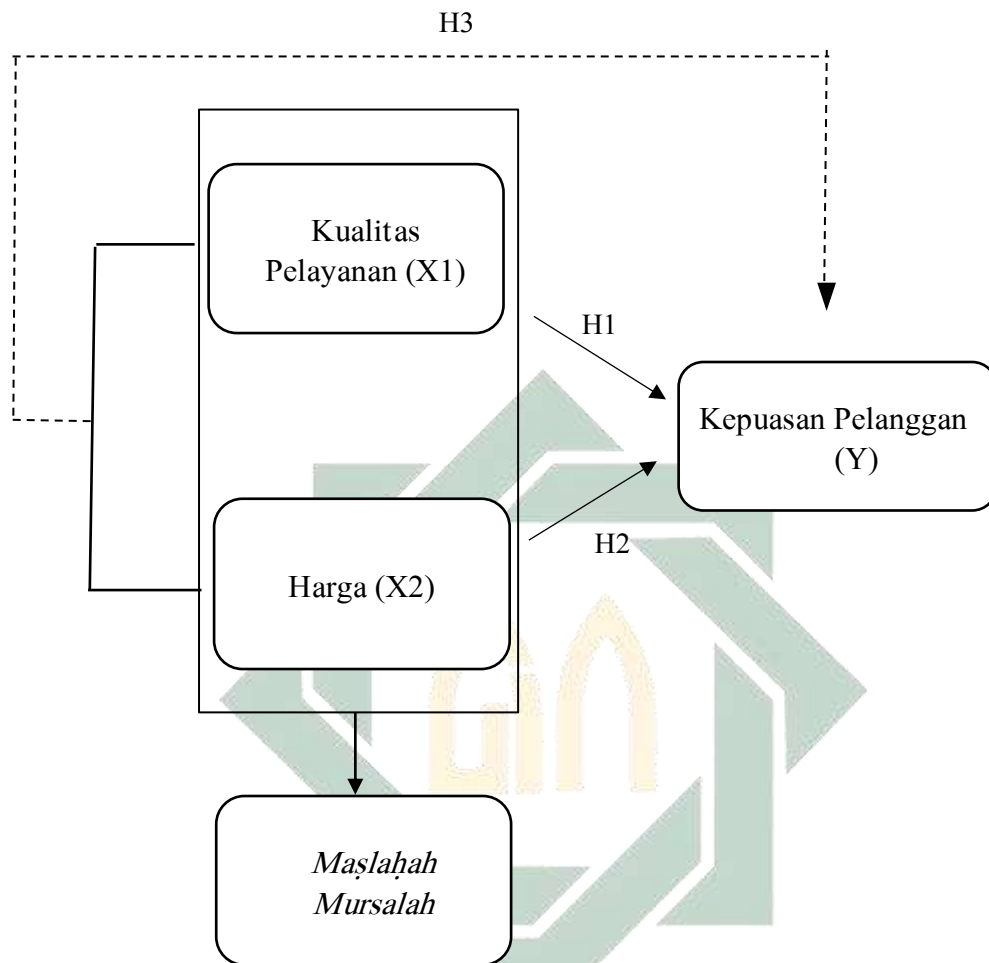 H3
Kualitas
Pelayanan (X1)
H1
Kepuasan Pelanggan
(Y)
H2
Harga (X2)
Maṣlaḥah
Mursalah